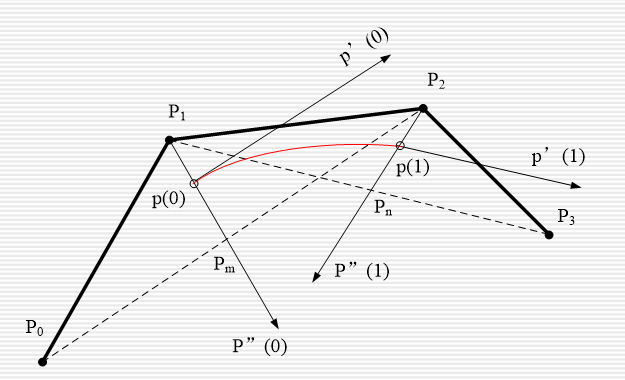 p’ (0)
P2
P1
p’ (1)
p(1)
p(0)
Pn
P3
Pm
P” (1)
P0
P” (0)